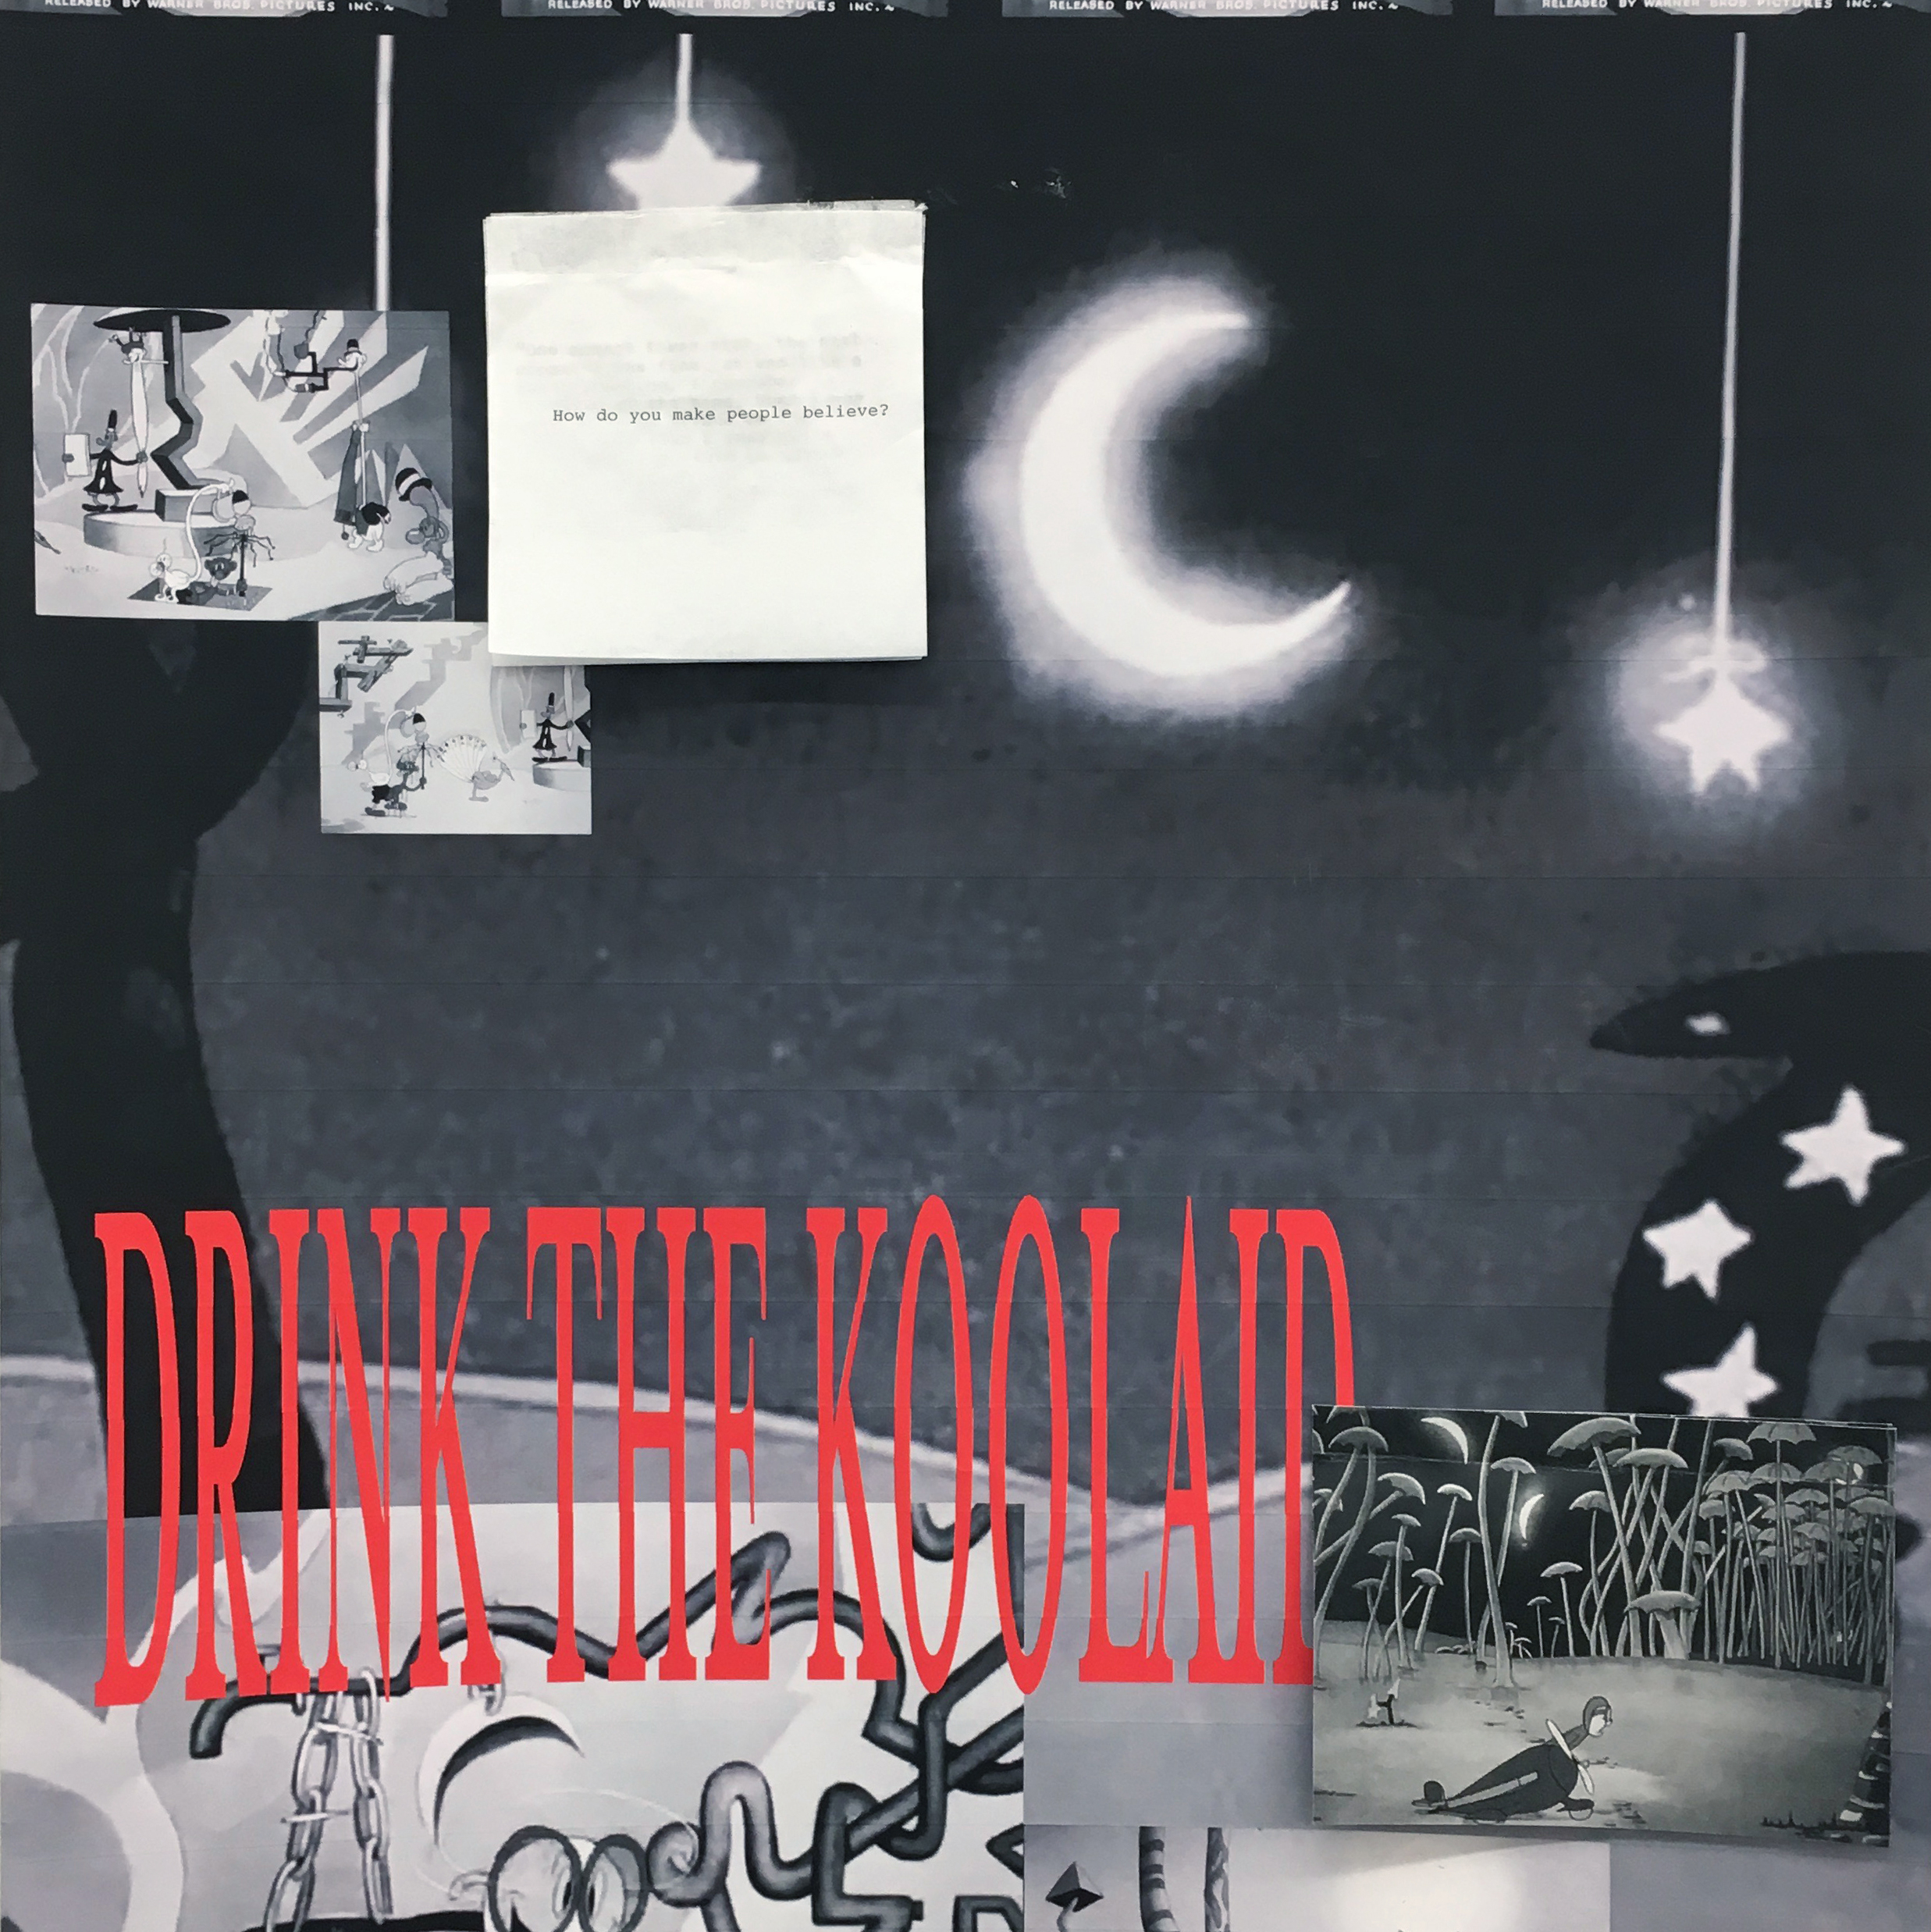 RELEASED BY WARNER BROS. PICTURES INC.
RELEASED BY WARNER BROS. PICTURES INC.
RELEASED BY WARNER BROS. PICTURES INC.
RELEASED BY WARNER BROS. PICTURES INC.
How do you make people believe?
DRINK THE KOOLAID